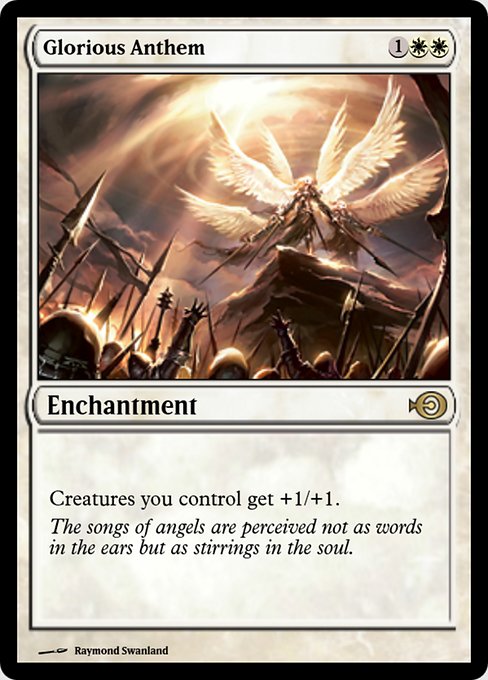 Glorious Anthem 1
Enchantment
Creatures you control get +1/+1.
The songs of angels are perceived not as words
in the ears but as stirrings in the soul.
Raymond Swanland